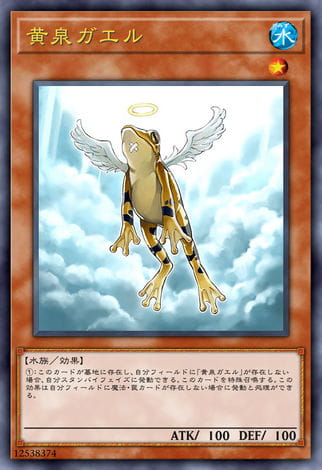 黄泉ガエル
水
【水族／効果】
①：このカードが墓地に存在し、自分フィールドに「黄泉ガエル」が存在しない
場合、自分スタンバイフェイズに発動できる。このカードを特殊召喚する。この
効果は自分フィールドに魔法・罠カードが存在しない場合に発動と処理ができ
る。
ATK/ 100 DEF/ 100
12538374